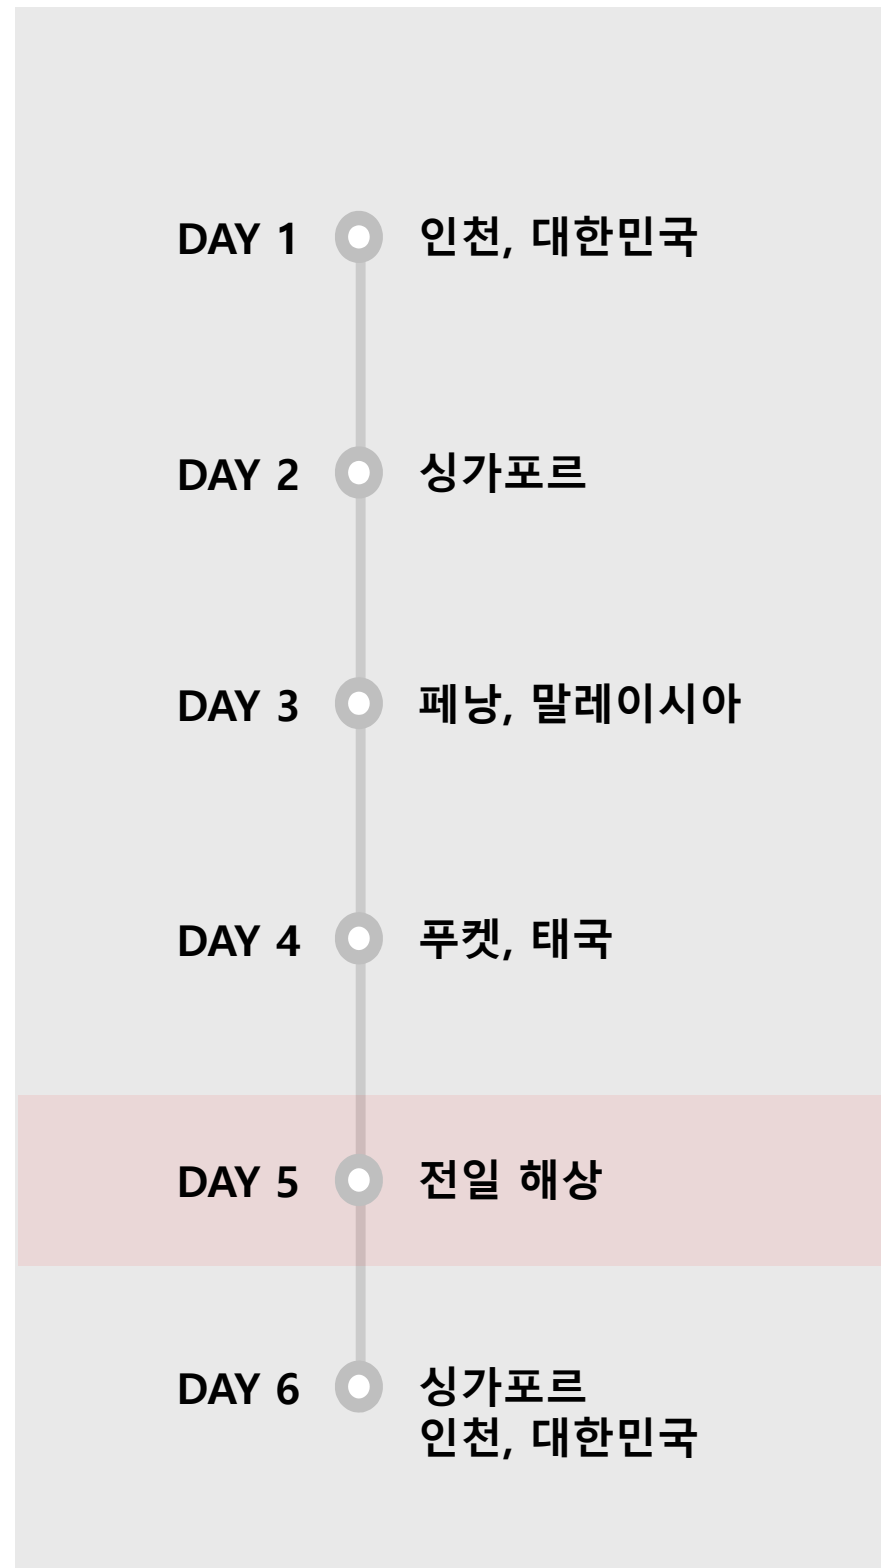 DAY 1 인천, 대한민국
DAY 2 싱가포르
DAY 3 페낭, 말레이시아
DAY 4 푸켓, 태국
DAY 5 전일 해상
DAY 6 싱가포르
인천, 대한민국